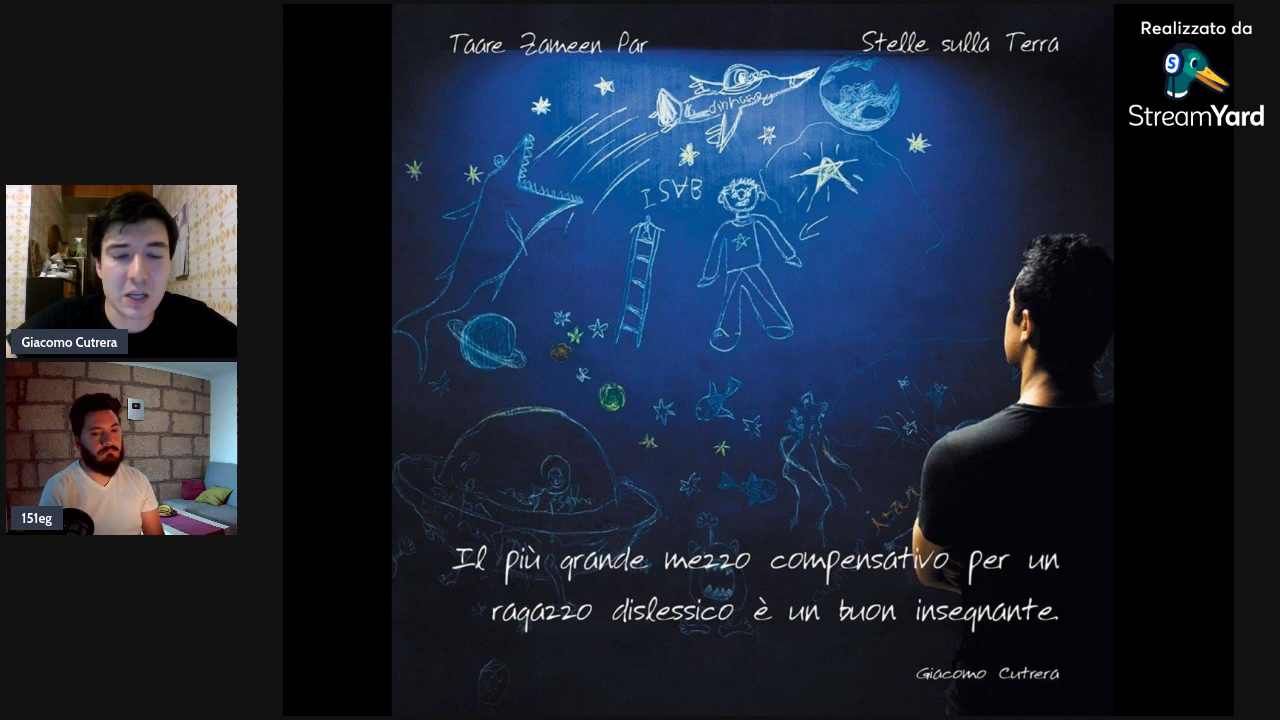 Taare Zameen Par
Stelle sulla Terra
Realizzato da
S
StreamYard
BAS I
Giacomo Cutrera
151eg
Il più grande mezzo compensativo per un
ragazzo dislessico è un buon insegnante.
Giacomo Cutrera